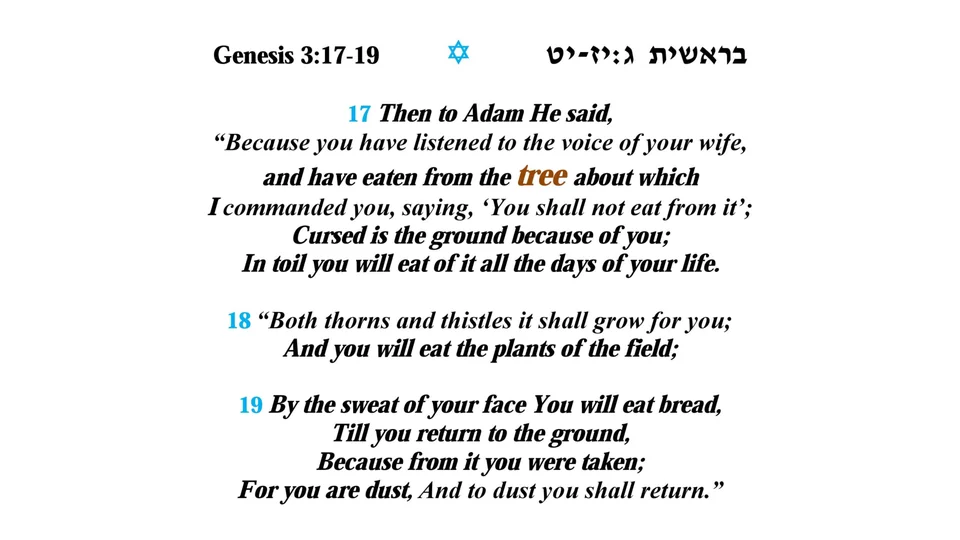 Genesis 3:17-19 ✡ בראשית ג:יז-יט
17 Then to Adam He said,
“Because you have listened to the voice of your wife,
and have eaten from the tree about which
I commanded you, saying, ‘You shall not eat from it’;
Cursed is the ground because of you;
In toil you will eat of it all the days of your life.
18 “Both thorns and thistles it shall grow for you;
And you will eat the plants of the field;
19 By the sweat of your face You will eat bread,
Till you return to the ground,
Because from it you were taken;
For you are dust, And to dust you shall return.”